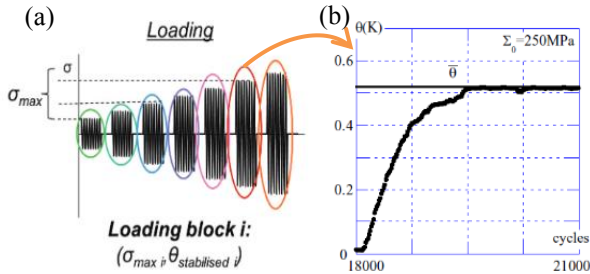 (a)
Loading
σ
σmax
Loading block i:
(σmax i, θstabilised i)
(b)
θ(K)
Σ0=250MPa
θ̅
0.6
0.4
0.2
0
cycles
18000
21000